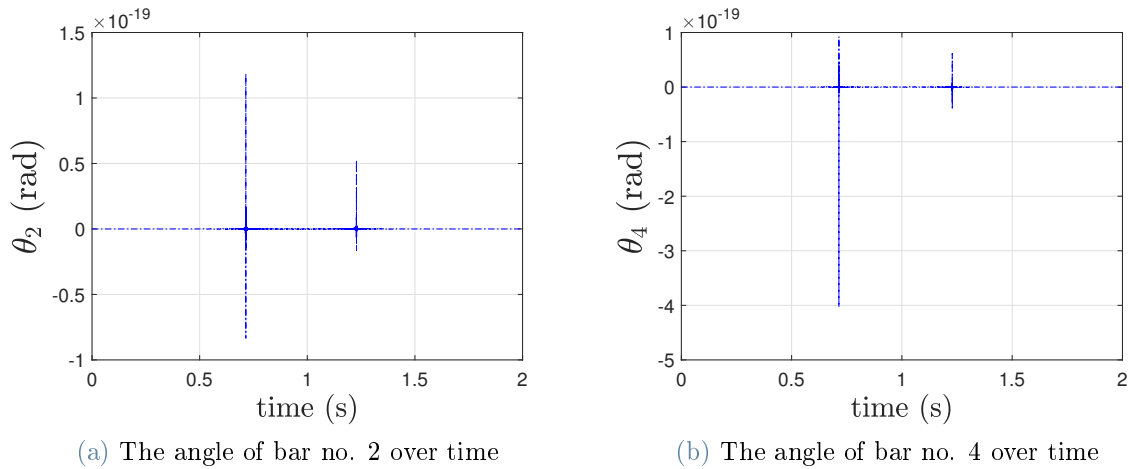 ×10⁻¹⁹
1.5
1
0.5
0
-0.5
-1
θ₂ (rad)
0 0.5 1 1.5 2
time (s)
(a) The angle of bar no. 2 over time
×10⁻¹⁹
1
0
-1
-2
-3
-4
-5
θ₄ (rad)
0 0.5 1 1.5 2
time (s)
(b) The angle of bar no. 4 over time